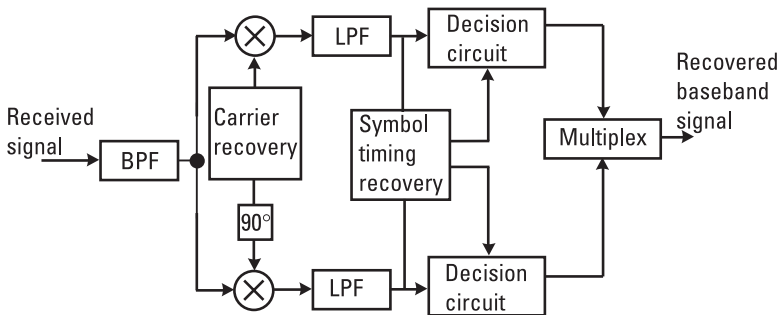 Received
signal
BPF
Carrier
recovery
90°
LPF
LPF
Symbol
timing
recovery
Decision
circuit
Decision
circuit
Multiplex
Recovered
baseband
signal